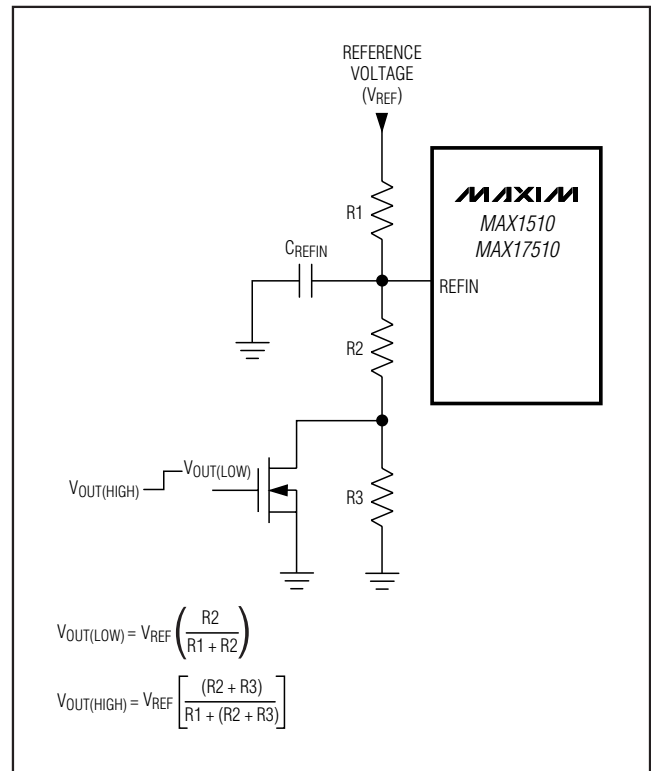 REFERENCE
VOLTAGE
(VREF)
R1
MAXIM
MAX1510
MAX17510
CREFIN
REFIN
R2
VOUT(LOW)
VOUT(HIGH)
R3
VOUT(LOW) = VREF (R2 / R1 + R2)
VOUT(HIGH) = VREF [(R2 + R3) / R1 + (R2 + R3)]